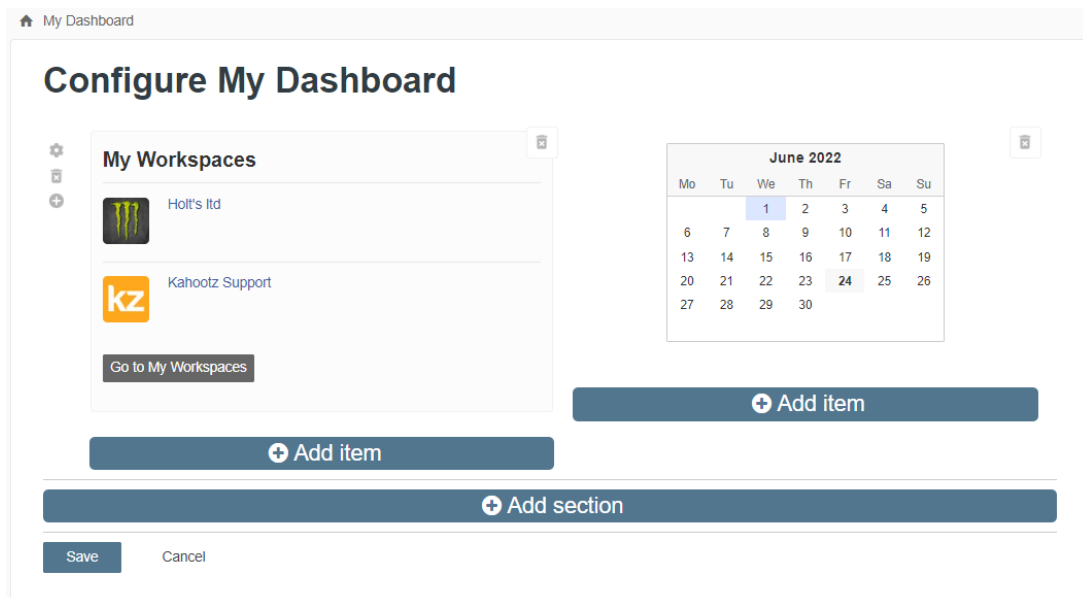 My Dashboard
Configure My Dashboard
My Workspaces
Holt's ltd
Kahootz Support
kz
Go to My Workspaces
Add item
June 2022
Mo Tu We Th Fr Sa Su
1 2 3 4 5
6 7 8 9 10 11 12
13 14 15 16 17 18 19
20 21 22 23 24 25 26
27 28 29 30
Add item
Add section
Save Cancel